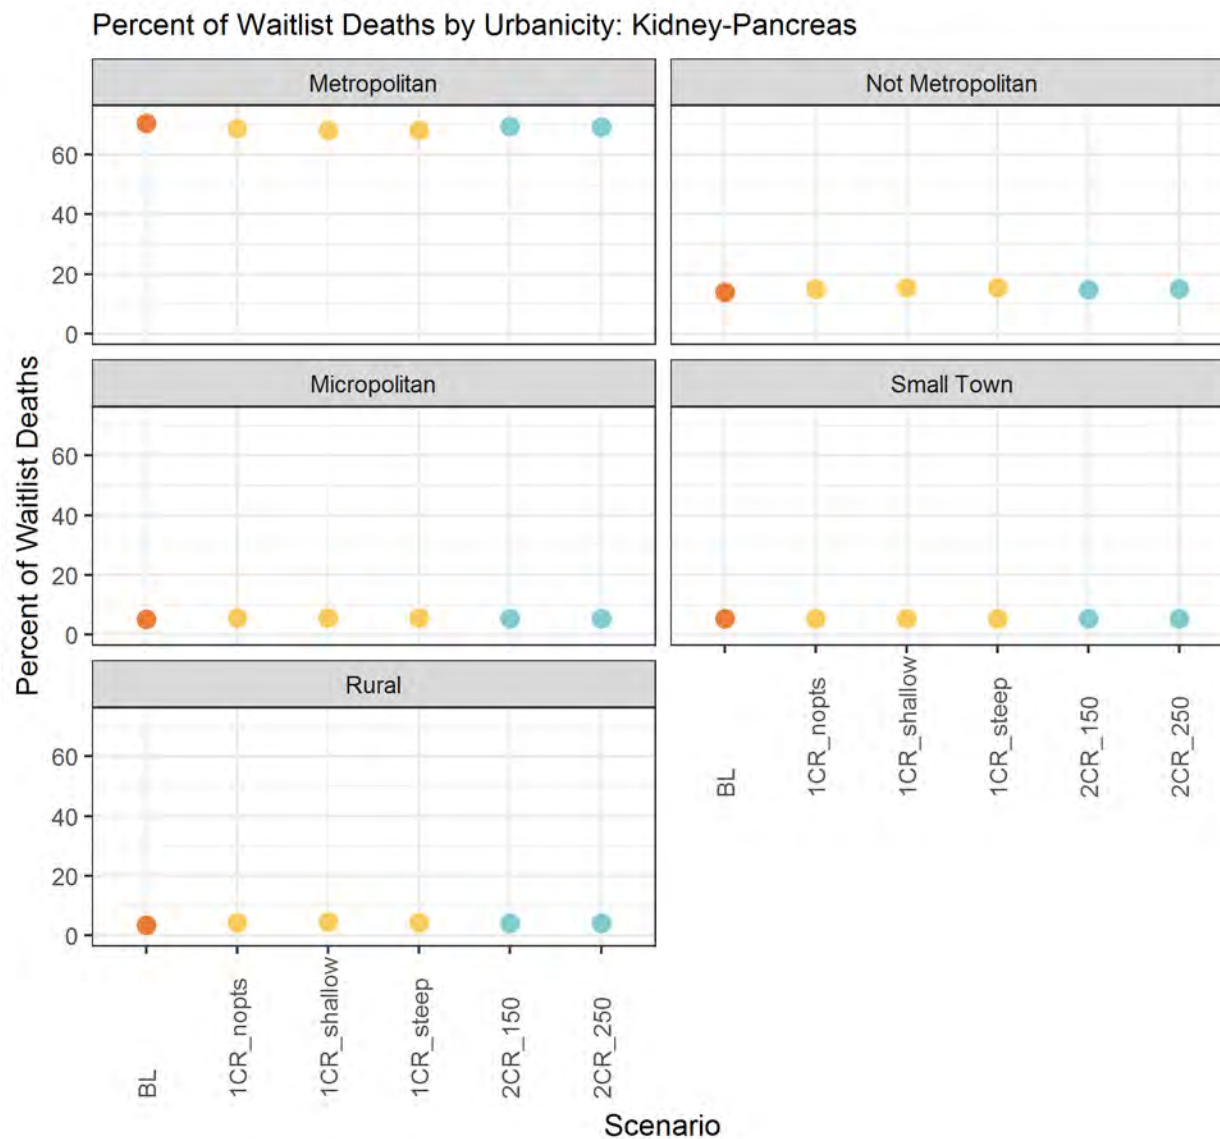 Percent of Waitlist Deaths by Urbanicity: Kidney-Pancreas
Metropolitan
Not Metropolitan
60
40
20
0
Micropolitan
Small Town
60
40
20
0
Percent of Waitlist Deaths
Rural
60
40
20
0
BL
1CR_nopts
1CR_shallow
1CR_steep
2CR_150
2CR_250
BL
1CR_nopts
1CR_shallow
1CR_steep
2CR_150
2CR_250
Scenario